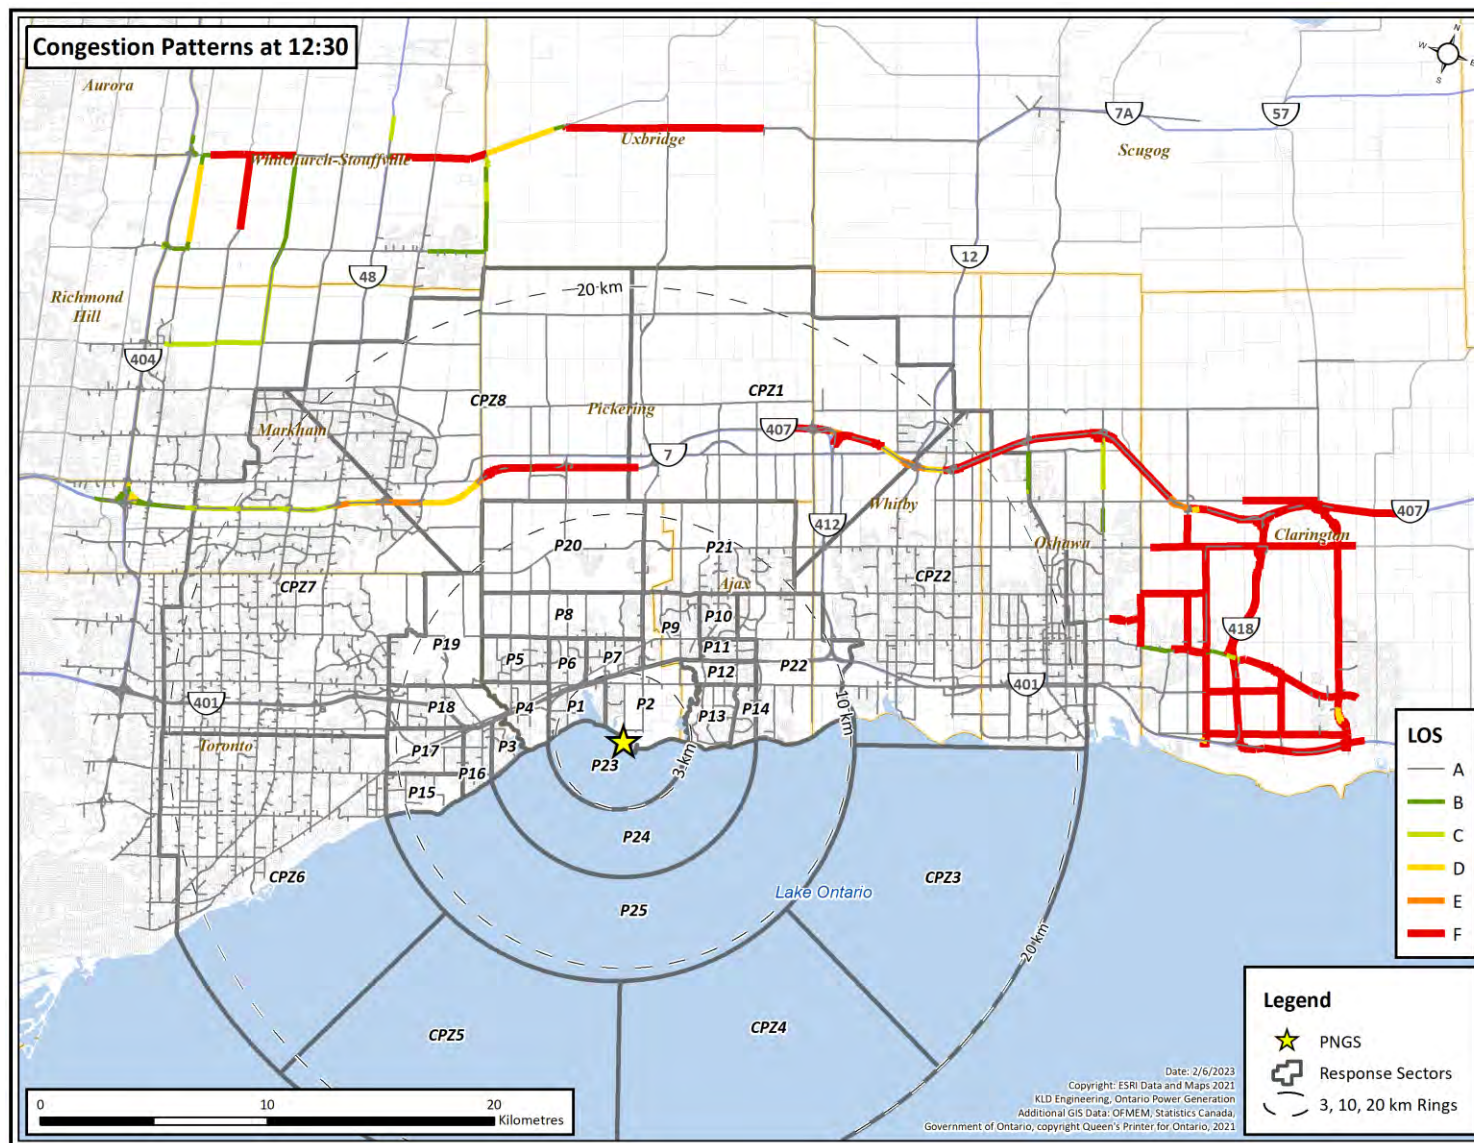 Congestion Patterns at 12:30
N
W
E
S
Aurora
7A
57
Uxbridge
Scugog
Whitchurch-Stouffville
12
48
20 km
Richmond
Hill
404
CPZ8
CPZ1
Pickering
Markham
407
7
Whitby
412
407
Clarington
P20
P21
Oshawa
CPZ7
Ajax
CPZ2
P8
P9
P10
418
P19
P5
P6
P7
P11
P12
P22
401
P18
P4
P1
P2
P13
P14
10 km
401
Toronto
P17
P3
P23
3 km
P16
P15
P24
CPZ6
Lake Ontario
CPZ3
P25
20 km
CPZ5
CPZ4
LOS
A
B
C
D
E
F
Legend
PNGS
Response Sectors
3, 10, 20 km Rings
0
10
20
Kilometres
Date: 2/6/2023
Copyright: ESRI Data and Maps 2021
KLD Engineering, Ontario Power Generation
Additional GIS Data: OFMEM, Statistics Canada,
Government of Ontario, copyright Queen's Printer for Ontario, 2021